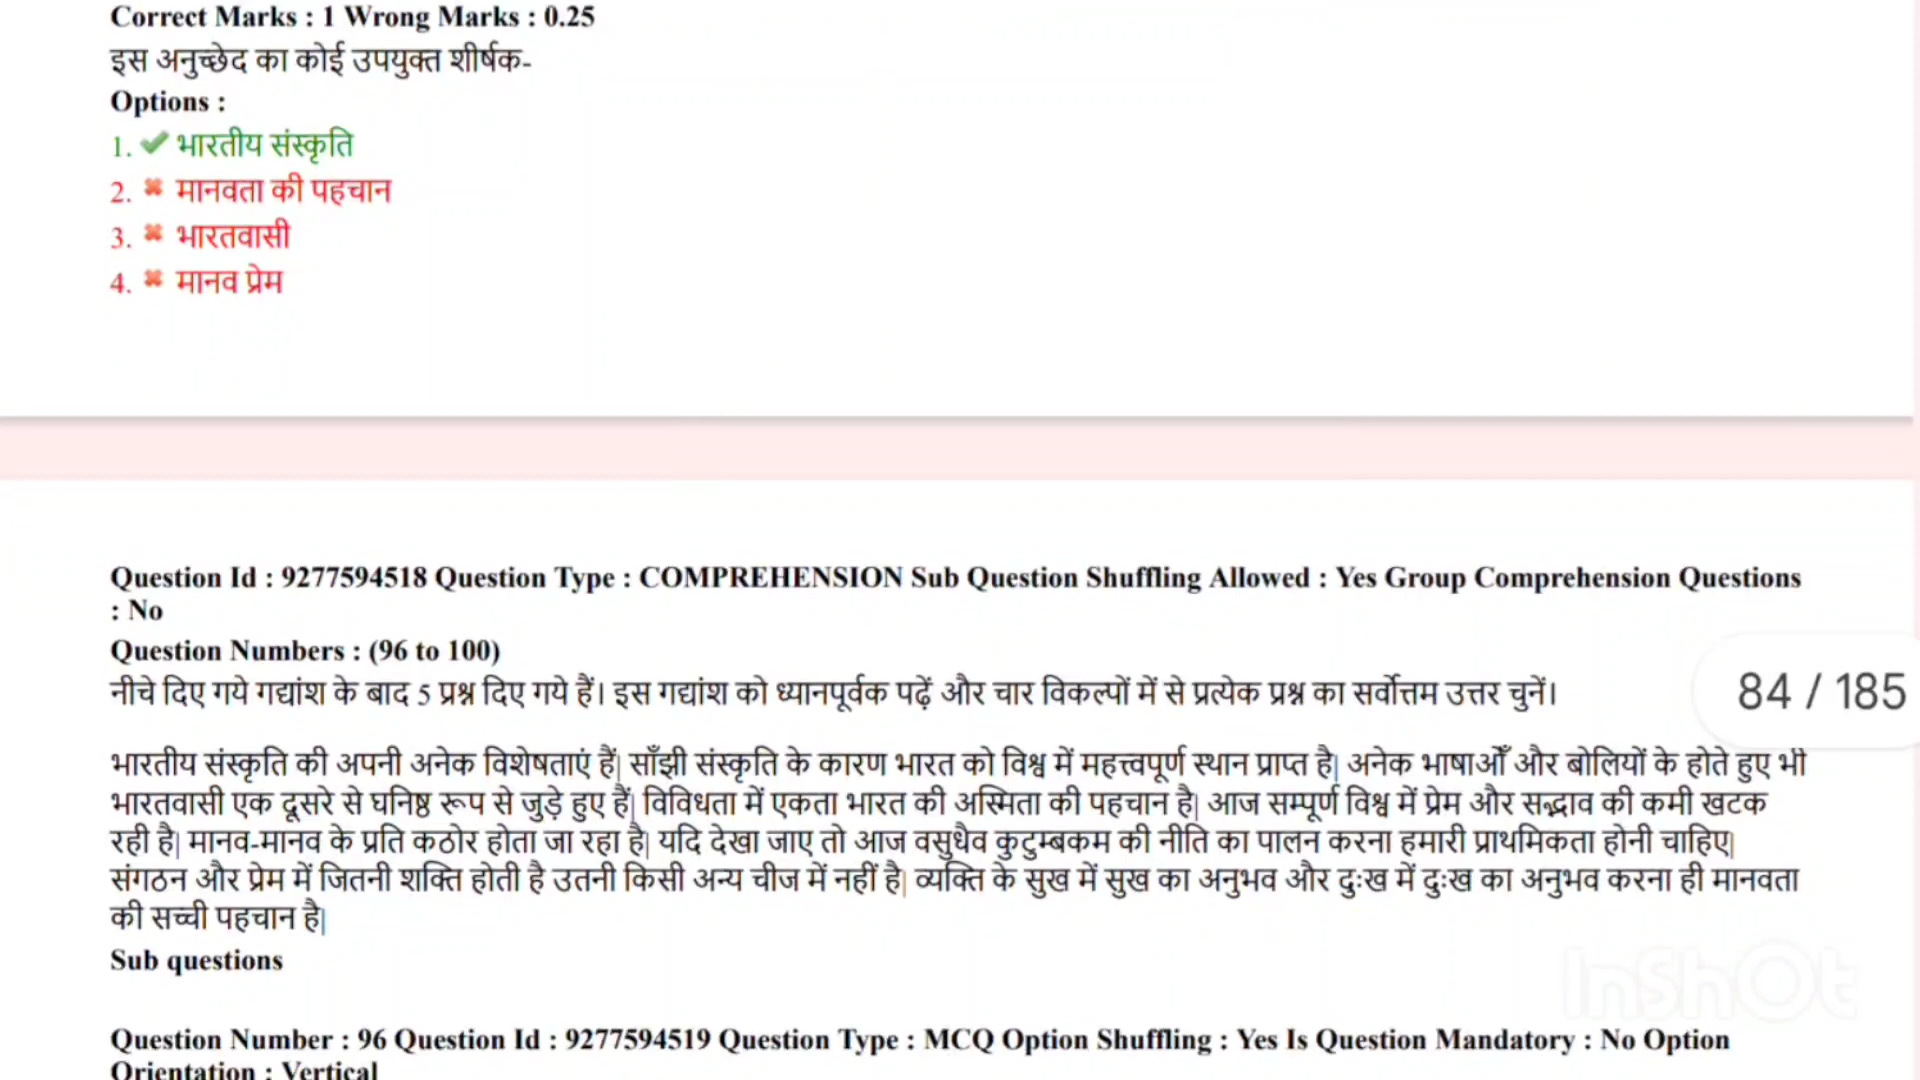 Correct Marks : 1 Wrong Marks : 0.25
इस अनुच्छेद का कोई उपयुक्त शीर्षक-
Options :
1. भारतीय संस्कृति
2. मानवता की पहचान
3. भारतवासी
4. मानव प्रेम
Question Id : 9277594518 Question Type : COMPREHENSION Sub Question Shuffling Allowed : Yes Group Comprehension Questions
: No
Question Numbers : (96 to 100)
नीचे दिए गये गद्यांश के बाद 5 प्रश्न दिए गये हैं। इस गद्यांश को ध्यानपूर्वक पढ़ें और चार विकल्पों में से प्रत्येक प्रश्न का सर्वोत्तम उत्तर चुनें।
84 / 185
भारतीय संस्कृति की अपनी अनेक विशेषताएं हैं| साँझी संस्कृति के कारण भारत को विश्व में महत्त्वपूर्ण स्थान प्राप्त है| अनेक भाषाओँ और बोलियों के होते हुए भी
भारतवासी एक दूसरे से घनिष्ठ रूप से जुड़े हुए हैं| विविधता में एकता भारत की अस्मिता की पहचान है| आज सम्पूर्ण विश्व में प्रेम और सद्भाव की कमी खटक
रही है| मानव-मानव के प्रति कठोर होता जा रहा है| यदि देखा जाए तो आज वसुधैव कुटुम्बकम की नीति का पालन करना हमारी प्राथमिकता होनी चाहिए|
संगठन और प्रेम में जितनी शक्ति होती है उतनी किसी अन्य चीज में नहीं है| व्यक्ति के सुख में सुख का अनुभव और दुःख में दुःख का अनुभव करना ही मानवता
की सच्ची पहचान है|
Sub questions
InShOt
Question Number : 96 Question Id : 9277594519 Question Type : MCQ Option Shuffling : Yes Is Question Mandatory : No Option
Orientation : Vertical